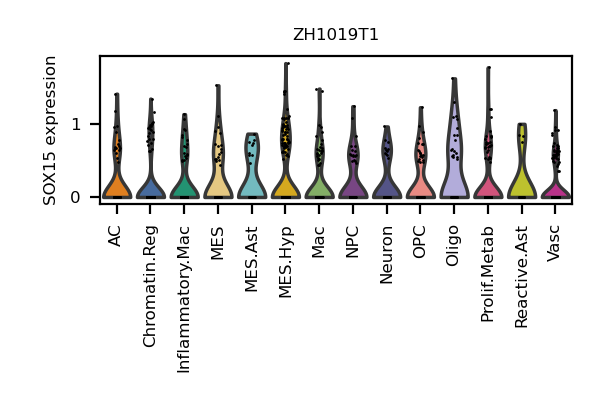 ZH1019T1
SOX15 expression
1
0
AC
Chromatin.Reg
Inflammatory.Mac
MES
MES.Ast
MES.Hyp
Mac
NPC
Neuron
OPC
Oligo
Prolif.Metab
Reactive.Ast
Vasc